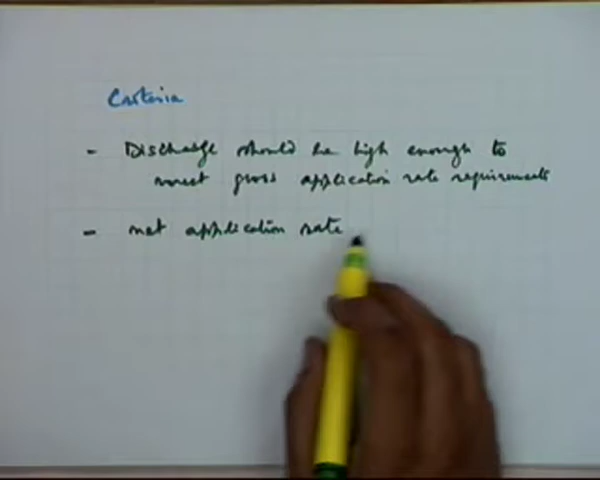 Criteria
- Discharge should be high enough to
meet gross application rate requirements
- net application rate